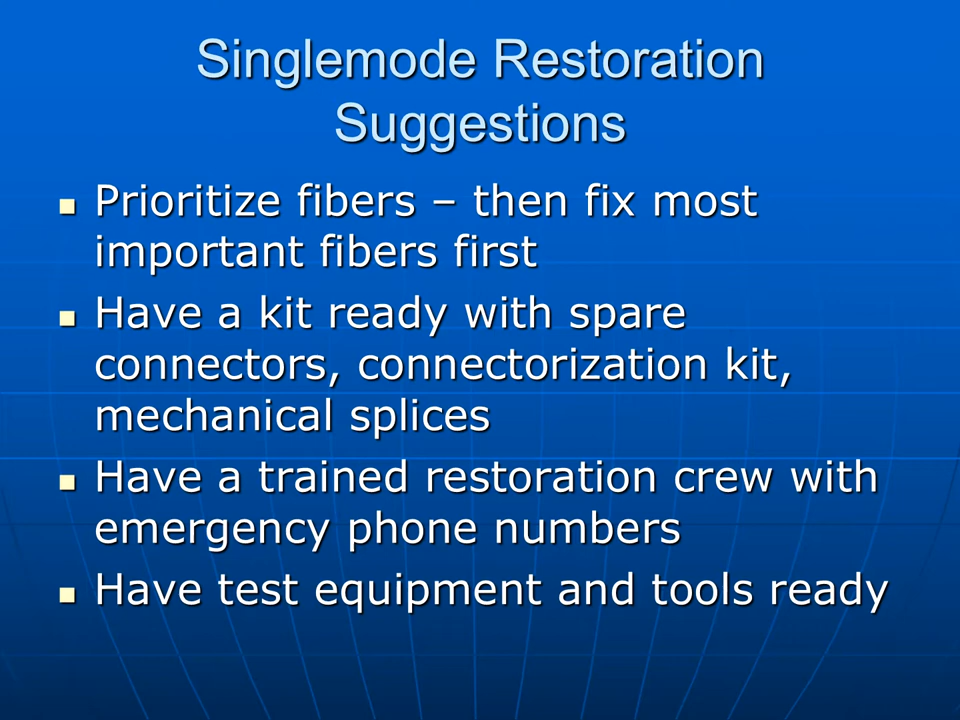 Singlemode Restoration
Suggestions
Prioritize fibers – then fix most
important fibers first
Have a kit ready with spare
connectors, connectorization kit,
mechanical splices
Have a trained restoration crew with
emergency phone numbers
Have test equipment and tools ready